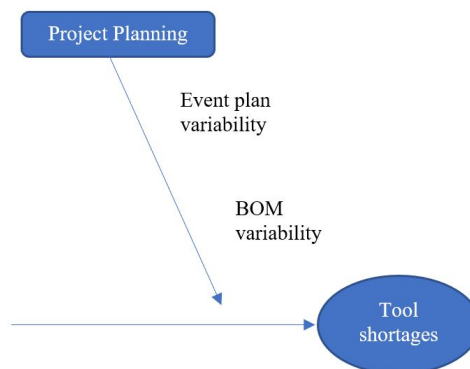 Project Planning
Event plan
variability
BOM
variability
Tool
shortages